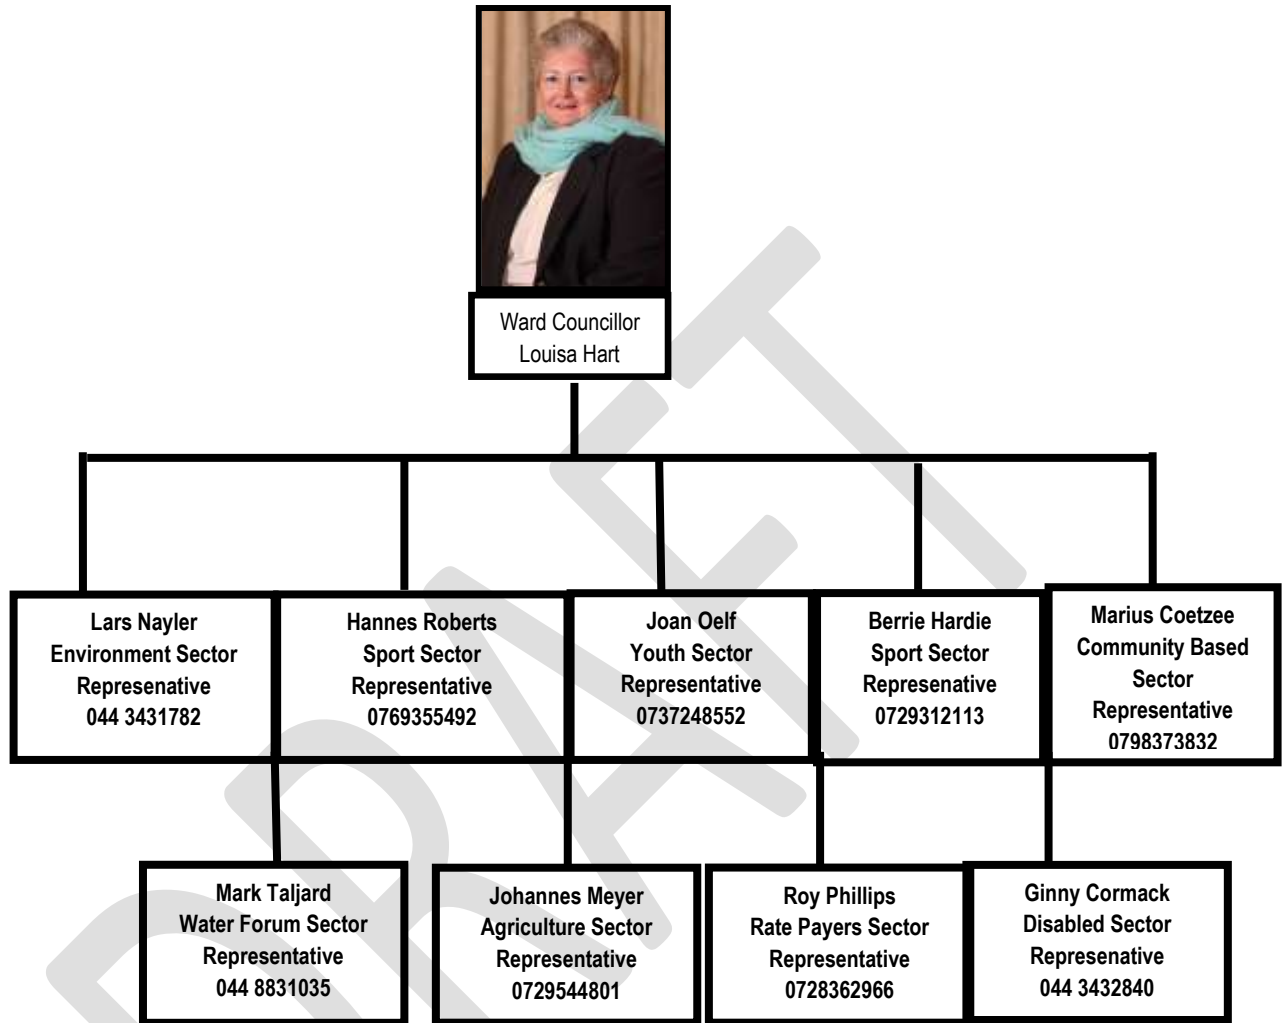 Ward Councillor
Louisa Hart
Lars Nayler
Environment Sector
Represenative
044 3431782
Hannes Roberts
Sport Sector
Representative
0769355492
Joan Oelf
Youth Sector
Representative
0737248552
Berrie Hardie
Sport Sector
Represenative
0729312113
Marius Coetzee
Community Based
Sector
Representative
0798373832
Mark Taljard
Water Forum Sector
Representative
044 8831035
Johannes Meyer
Agriculture Sector
Representative
0729544801
Roy Phillips
Rate Payers Sector
Representative
0728362966
Ginny Cormack
Disabled Sector
Represenative
044 3432840
DRAFT